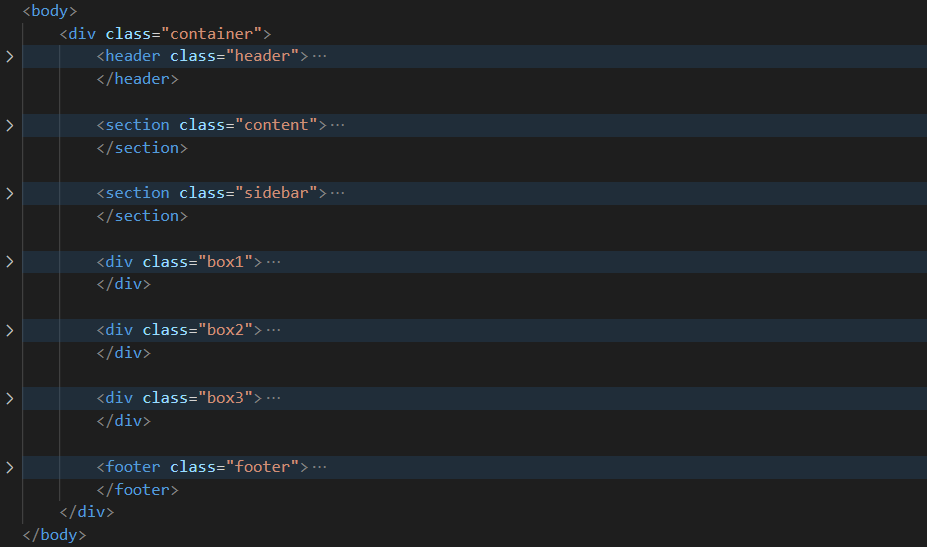 <body>
<div class="container">
<header class="header">···
</header>
<section class="content">···
</section>
<section class="sidebar">···
</section>
<div class="box1">···
</div>
<div class="box2">···
</div>
<div class="box3">···
</div>
<footer class="footer">···
</footer>
</div>
</body>